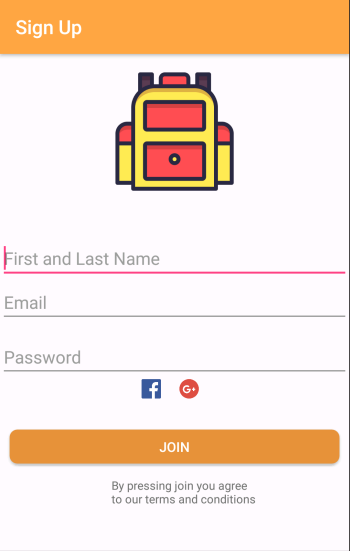 Sign Up
First and Last Name
Email
Password
f G+
JOIN
By pressing join you agree
to our terms and conditions